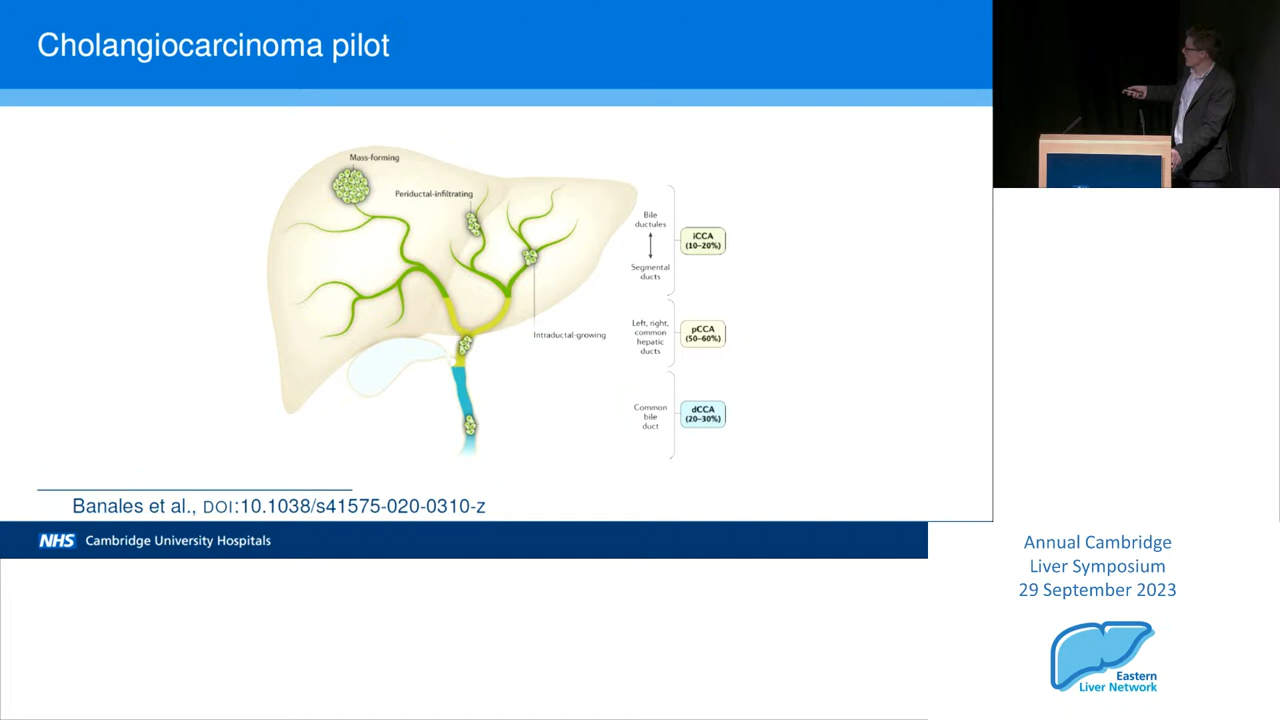 Cholangiocarcinoma pilot
Mass-forming
Periductal-infiltrating
Intraductal-growing
Bile
ductules
Segmental
ducts
iCCA
(10–20%)
Left, right,
common
hepatic
ducts
pCCA
(50–60%)
Common
bile
duct
dCCA
(20–30%)
Banales et al., DOI:10.1038/s41575-020-0310-z
NHS Cambridge University Hospitals
Annual Cambridge
Liver Symposium
29 September 2023
Eastern
Liver Network